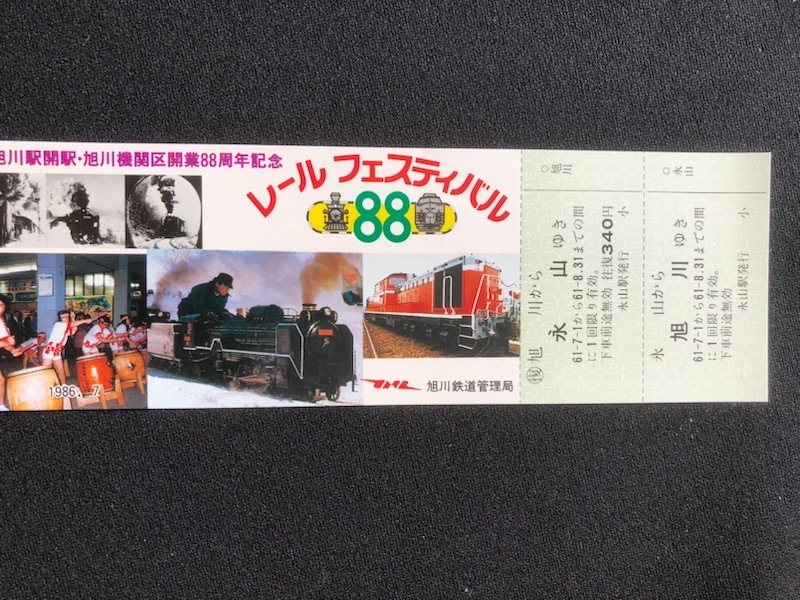 旭川駅開駅・旭川機関区開業88周年記念
レール フェスティバル
88
1986. 7
旭川鉄道管理局
○旭川
㊝旭 川から
永 山ゆき
61-7-1から61-8.31までの間
に1回限り有効。
下車前途無効 往復340円
永山駅発行 小
○永山
永 山から
旭 川ゆき
61-7-1から61-8.31までの間
に1回限り有効。
下車前途無効
永山駅発行 小